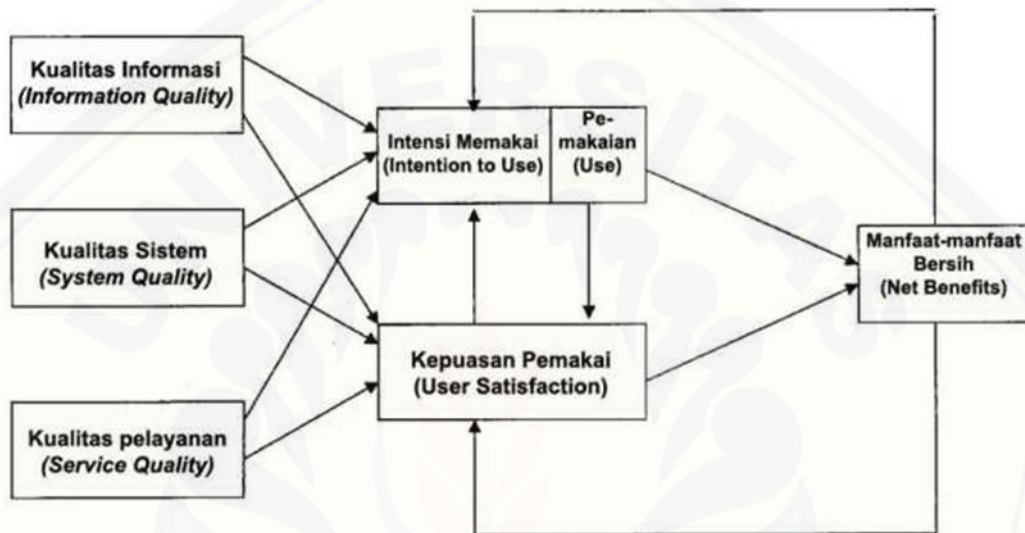 Kualitas Informasi
(Information Quality)
Intensi Memakai
(Intention to Use)
Pe-
makaian
(Use)
Kualitas Sistem
(System Quality)
Manfaat-manfaat
Bersih
(Net Benefits)
Kepuasan Pemakai
(User Satisfaction)
Kualitas pelayanan
(Service Quality)
UNIVERSITAS